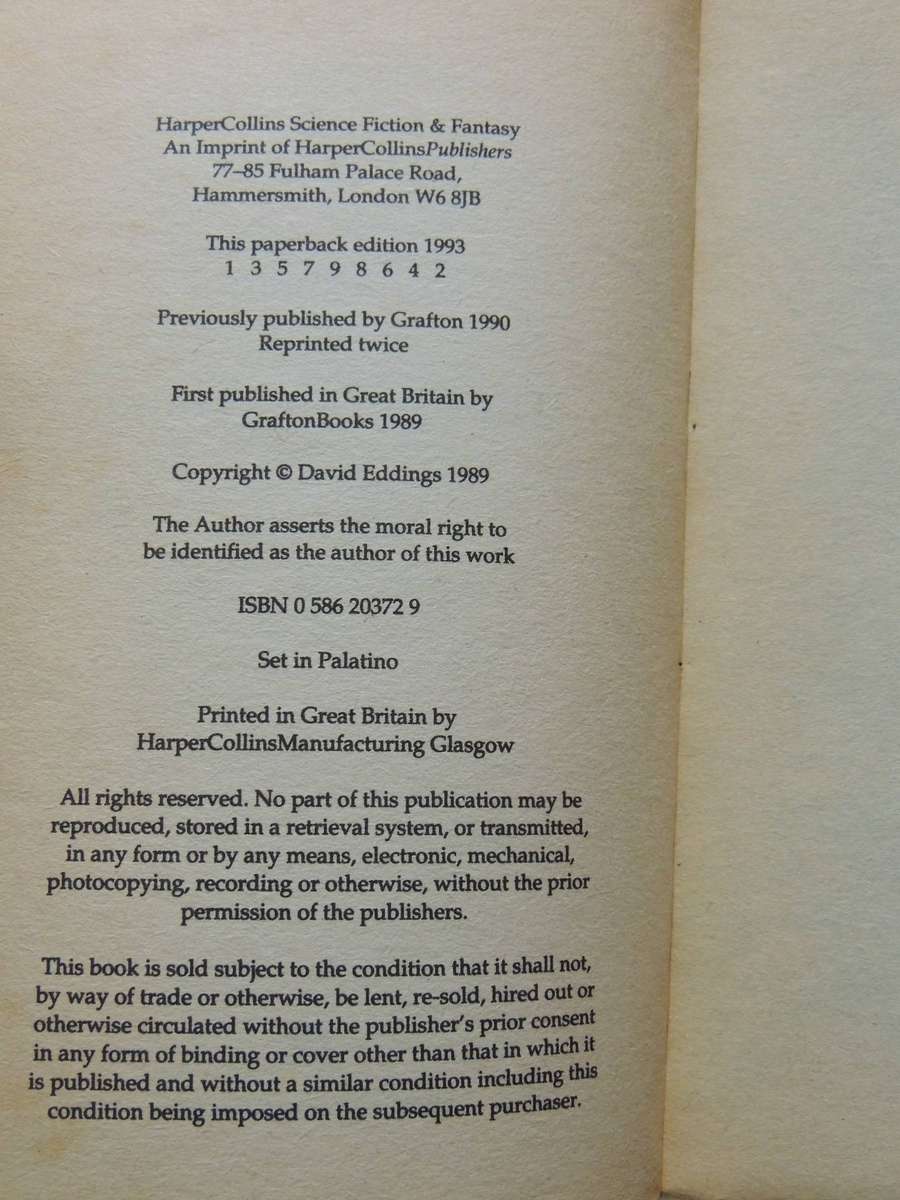 HarperCollins Science Fiction & Fantasy
An Imprint of HarperCollinsPublishers
77–85 Fulham Palace Road,
Hammersmith, London W6 8JB
This paperback edition 1993
1 3 5 7 9 8 6 4 2
Previously published by Grafton 1990
Reprinted twice
First published in Great Britain by
GraftonBooks 1989
Copyright © David Eddings 1989
The Author asserts the moral right to
be identified as the author of this work
ISBN 0 586 20372 9
Set in Palatino
Printed in Great Britain by
HarperCollinsManufacturing Glasgow
All rights reserved. No part of this publication may be
reproduced, stored in a retrieval system, or transmitted,
in any form or by any means, electronic, mechanical,
photocopying, recording or otherwise, without the prior
permission of the publishers.
This book is sold subject to the condition that it shall not,
by way of trade or otherwise, be lent, re-sold, hired out or
otherwise circulated without the publisher's prior consent
in any form of binding or cover other than that in which it
is published and without a similar condition including this
condition being imposed on the subsequent purchaser.